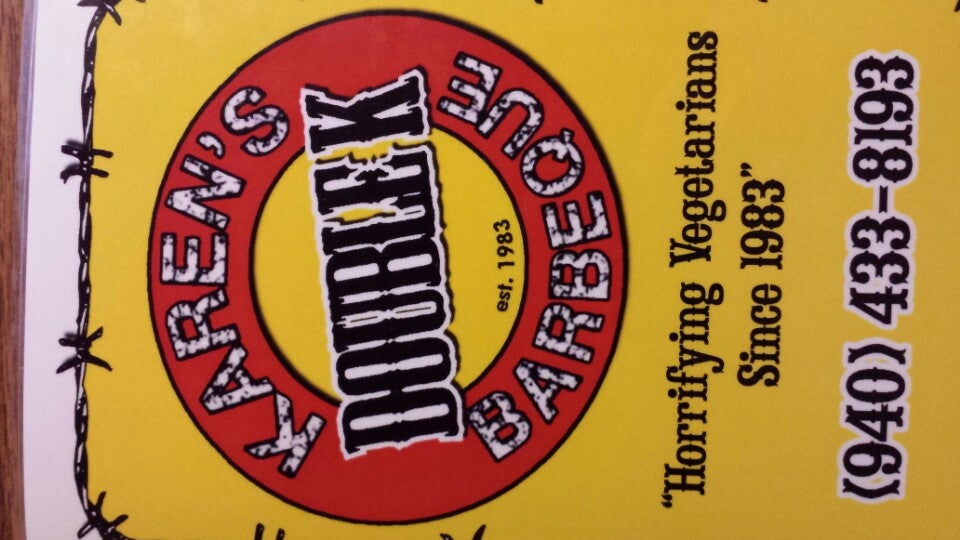 KAREN'S
DOUBLE K
est. 1983
BARBEQUE
"Horrifying Vegetarians
Since 1983"
(940) 433-8193